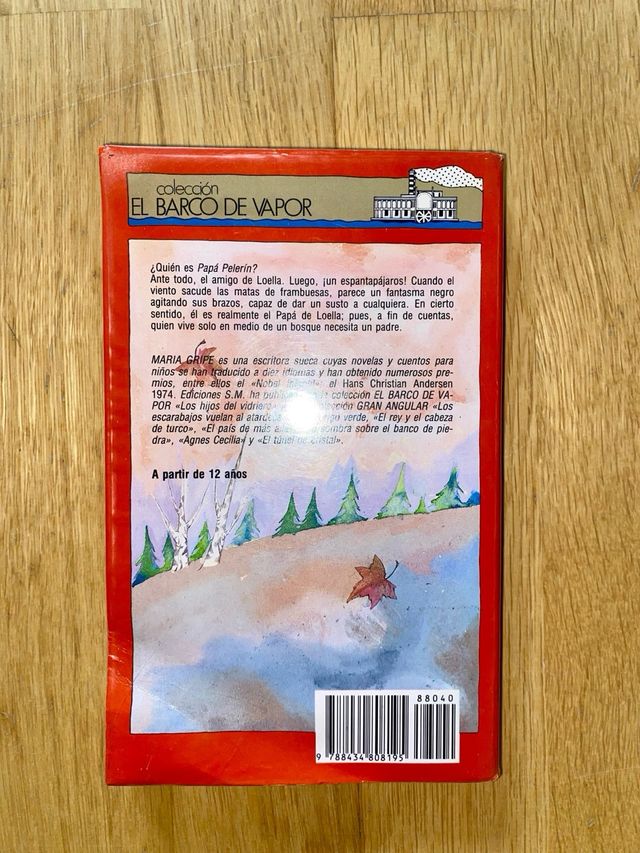 colección
EL BARCO DE VAPOR
¿Quién es Papá Pelerín?
Ante todo, el amigo de Loella. Luego, ¡un espantapájaros! Cuando el
viento sacude las matas de frambuesas, parece un fantasma negro
agitando sus brazos, capaz de dar un susto a cualquiera. En cierto
sentido, él es realmente el Papá de Loella; pues, a fin de cuentas,
quien vive solo en medio de un bosque necesita un padre.
MARIA GRIPE es una escritora sueca cuyas novelas y cuentos para
niños se han traducido a diez idiomas y han obtenido numerosos pre-
mios, entre ellos el «Nobel Infantil» el Hans Christian Andersen
1974. Ediciones S.M. ha publicado en la colección EL BARCO DE VA-
POR «Los hijos del vidriero» colección GRAN ANGULAR «Los
escarabajos vuelan al atardecer» verde, «El rey y el cabeza
de turco», «El país de más allá» sombra sobre el banco de pie-
dra», «Agnes Cecilia» y «El túnel de cristal».
A partir de 12 años
88040
9 788434 808195